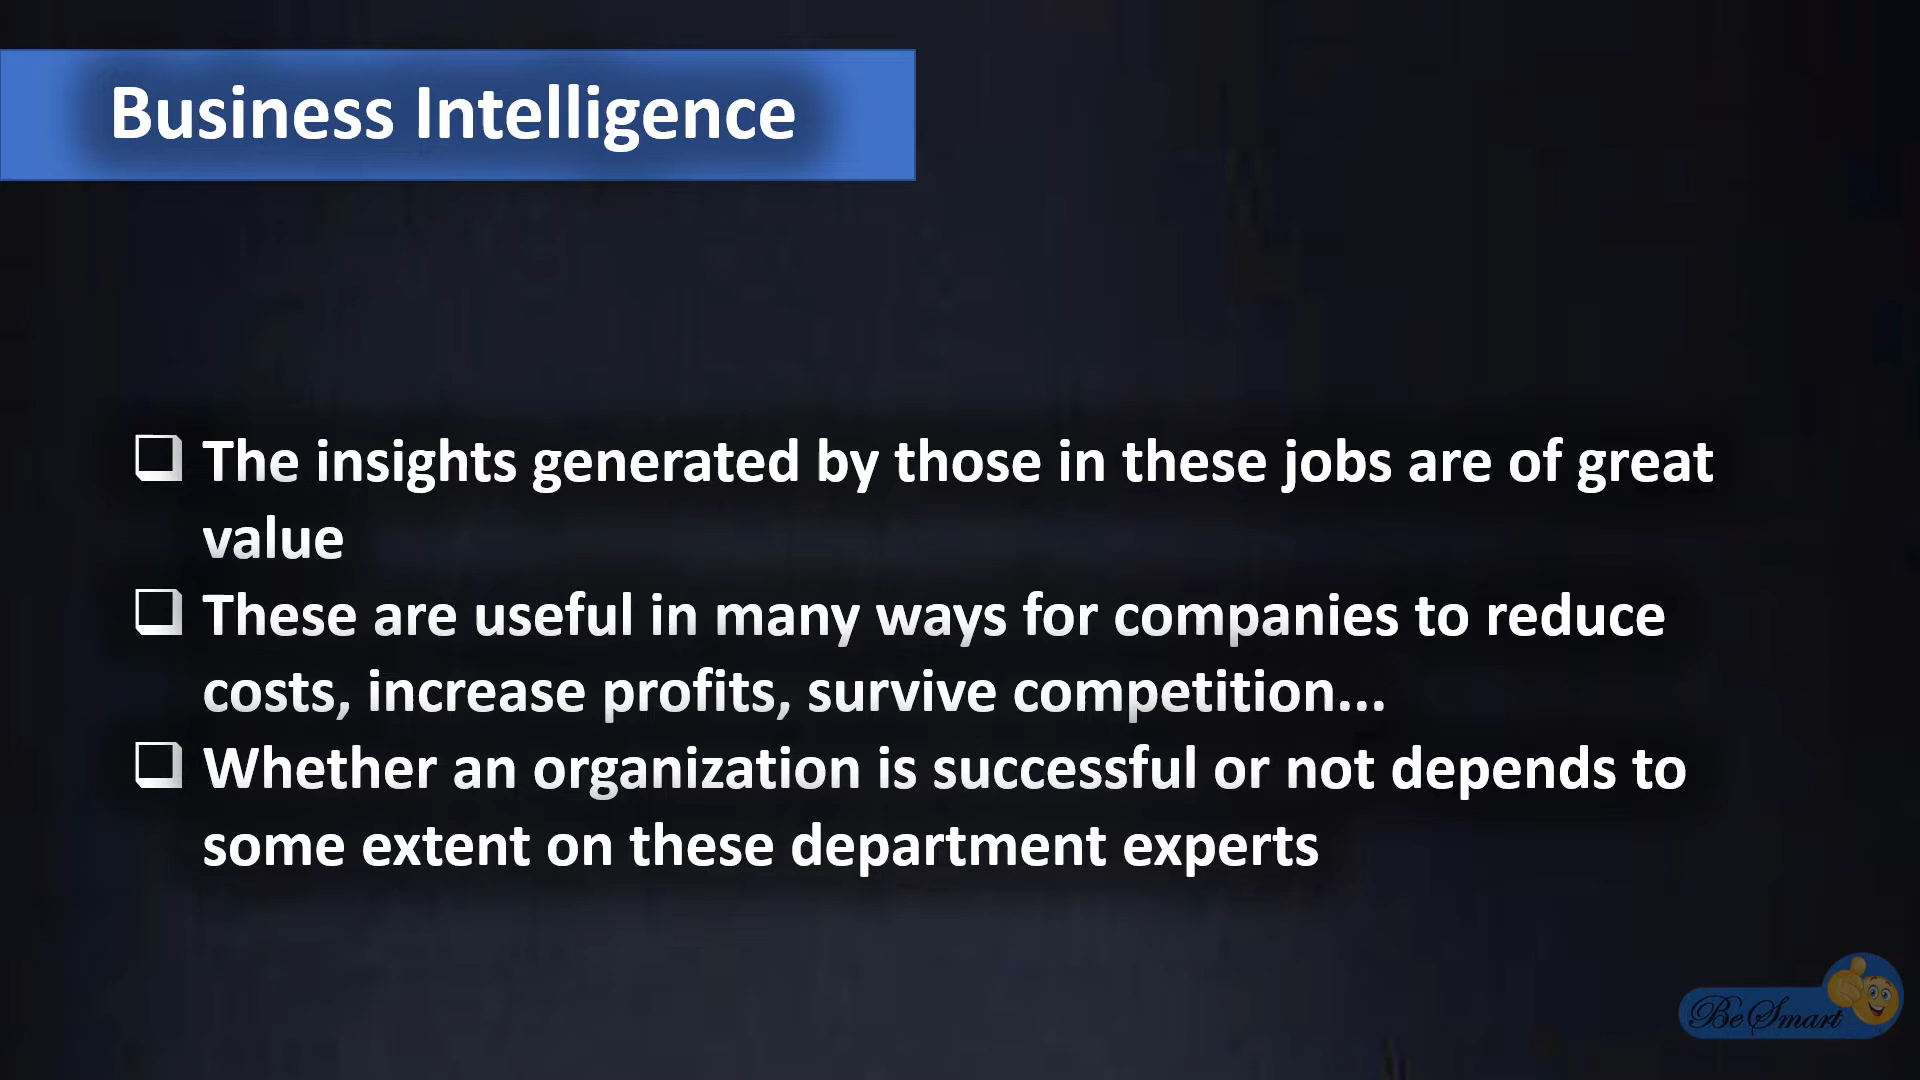 Business Intelligence
❑ The insights generated by those in these jobs are of great
value
❑ These are useful in many ways for companies to reduce
costs, increase profits, survive competition...
❑ Whether an organization is successful or not depends to
some extent on these department experts
Be Smart